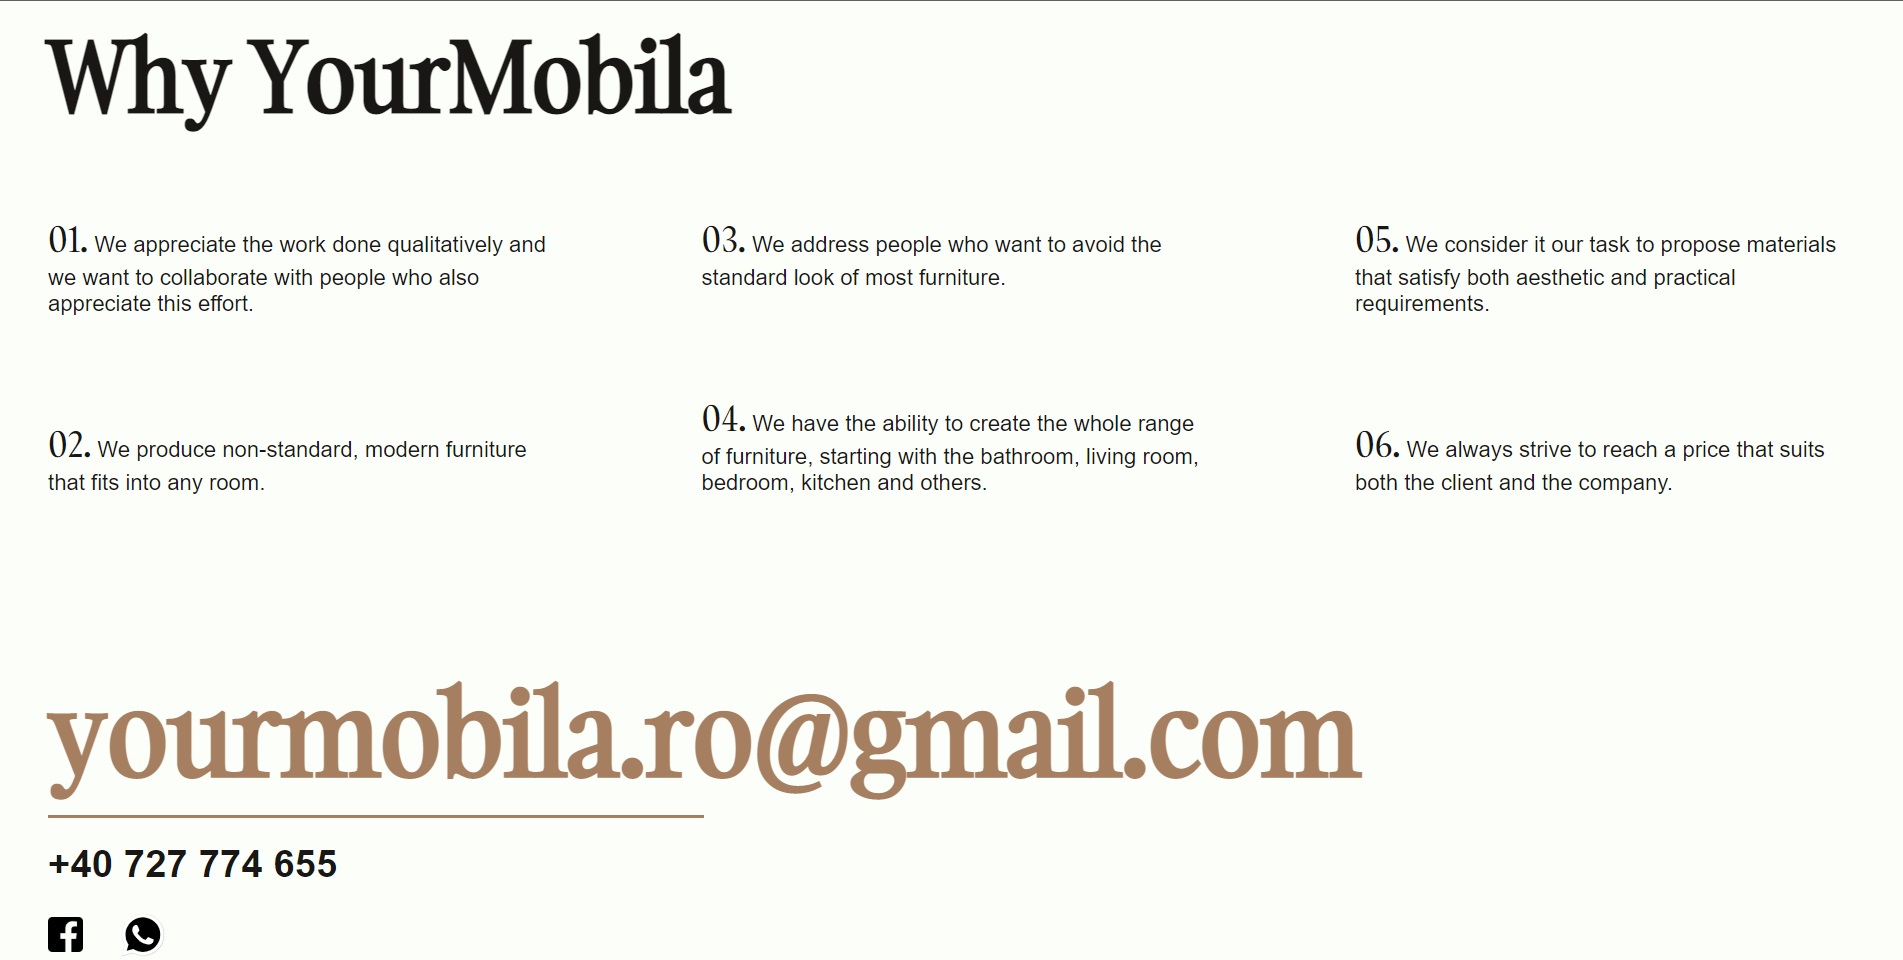 Why YourMobila
01. We appreciate the work done qualitatively and
we want to collaborate with people who also
appreciate this effort.
02. We produce non-standard, modern furniture
that fits into any room.
03. We address people who want to avoid the
standard look of most furniture.
04. We have the ability to create the whole range
of furniture, starting with the bathroom, living room,
bedroom, kitchen and others.
05. We consider it our task to propose materials
that satisfy both aesthetic and practical
requirements.
06. We always strive to reach a price that suits
both the client and the company.
yourmobila.ro@gmail.com
+40 727 774 655